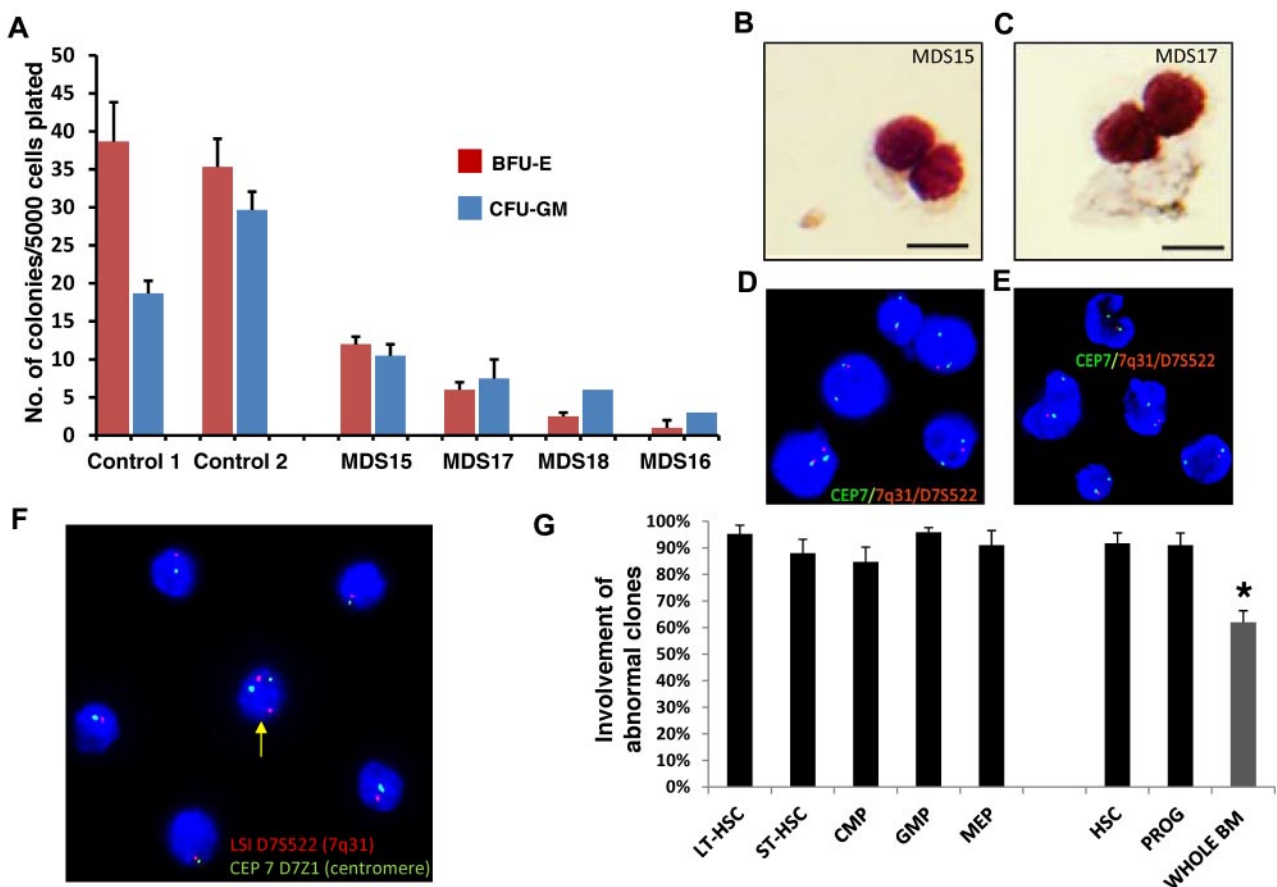 A
No. of colonies/5000 cells plated
50
45
40
35
30
25
20
15
10
5
0
BFU-E
CFU-GM
Control 1 Control 2 MDS15 MDS17 MDS18 MDS16
B
MDS15
C
MDS17
D
CEP7/7q31/D7S522
E
CEP7/7q31/D7S522
F
LSI D7S522 (7q31)
CEP 7 D7Z1 (centromere)
G
Involvement of
abnormal clones
100%
90%
80%
70%
60%
50%
40%
30%
20%
10%
0%
*
LT-HSC ST-HSC CMP GMP MEP HSC PROG WHOLE BM